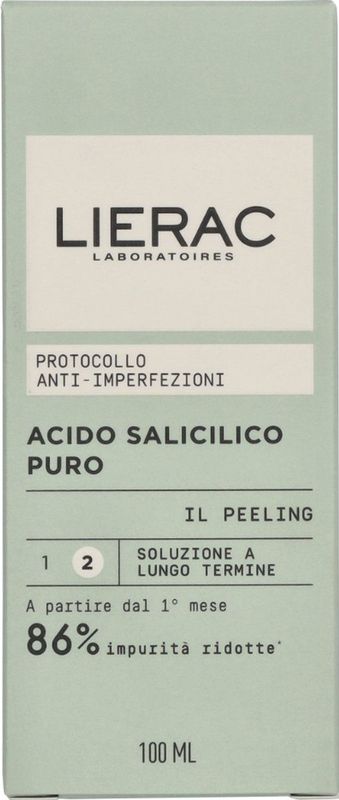 LIERAC
LABORATOIRES
PROTOCOLLO
ANTI-IMPERFEZIONI
ACIDO SALICILICO
PURO
IL PEELING
1 2 SOLUZIONE A
LUNGO TERMINE
A partire dal 1° mese
86% impurità ridotte*
100 ML